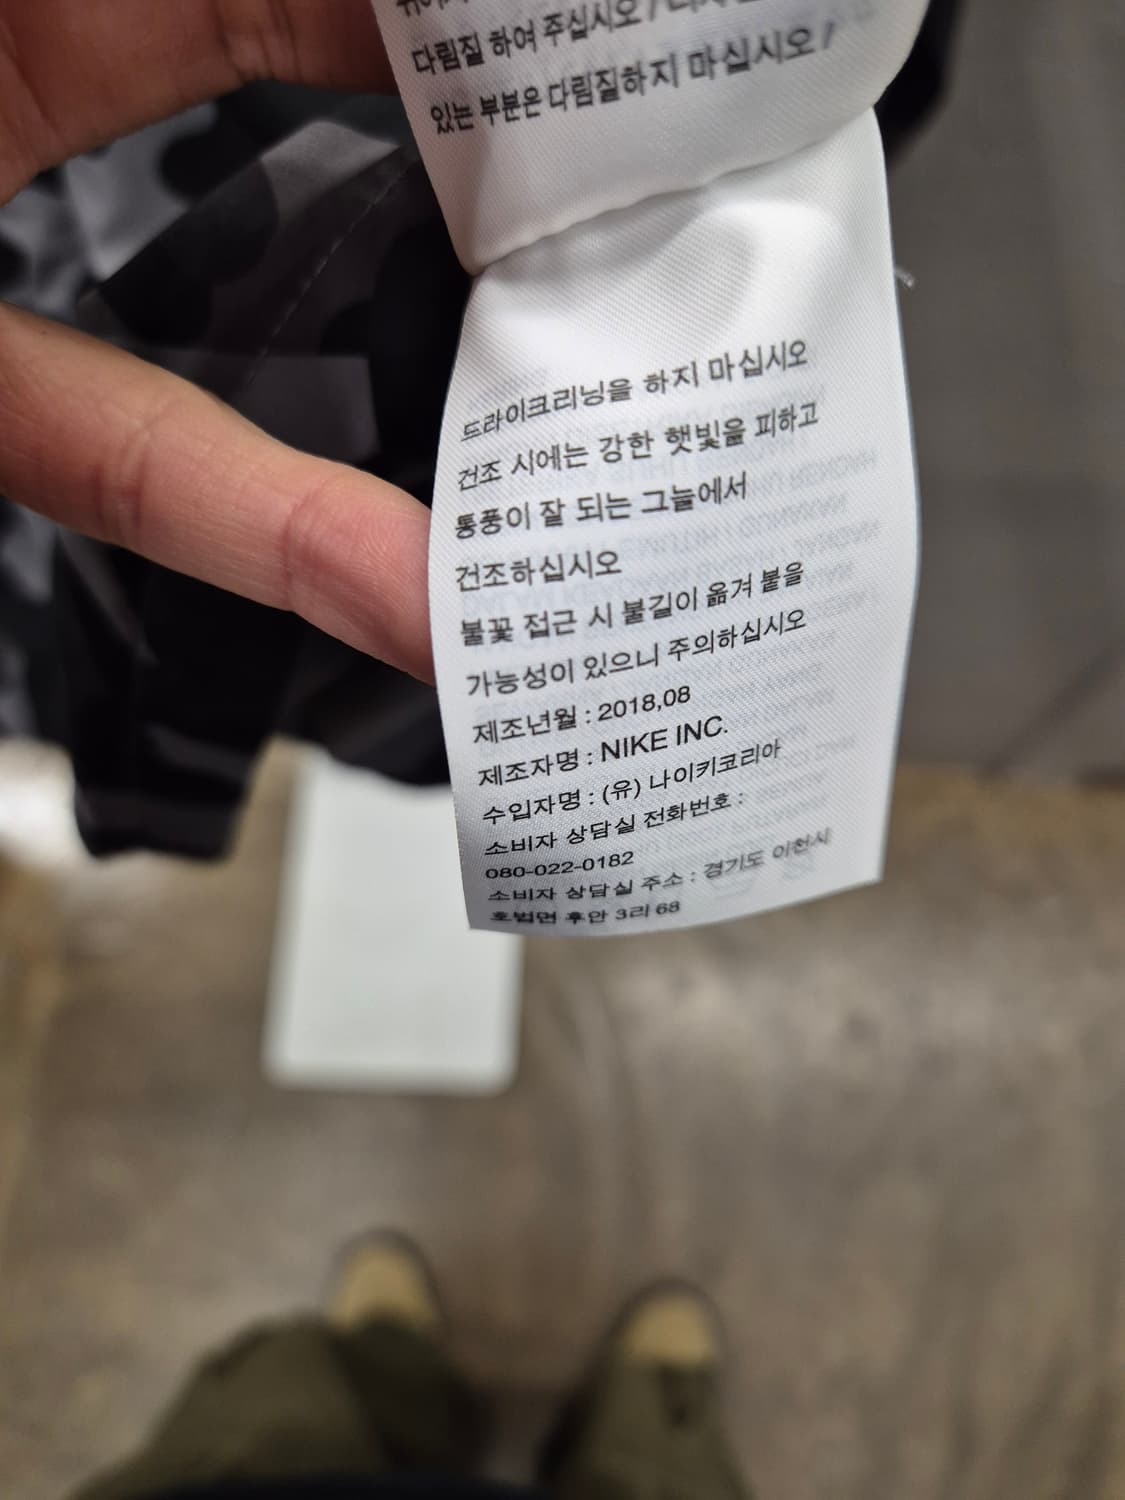 다림질 하여 주십시오 /
있는 부분은 다림질하지 마십시오 /
드라이크리닝을 하지 마십시오
건조 시에는 강한 햇빛을 피하고
통풍이 잘 되는 그늘에서
건조하십시오
불꽃 접근 시 불길이 옮겨 붙을
가능성이 있으니 주의하십시오
제조년월 : 2018,08
제조자명 : NIKE INC.
수입자명 : (유) 나이키코리아
소비자 상담실 전화번호 :
080-022-0182
소비자 상담실 주소 : 경기도 이천시
호법면 후안 3리 68